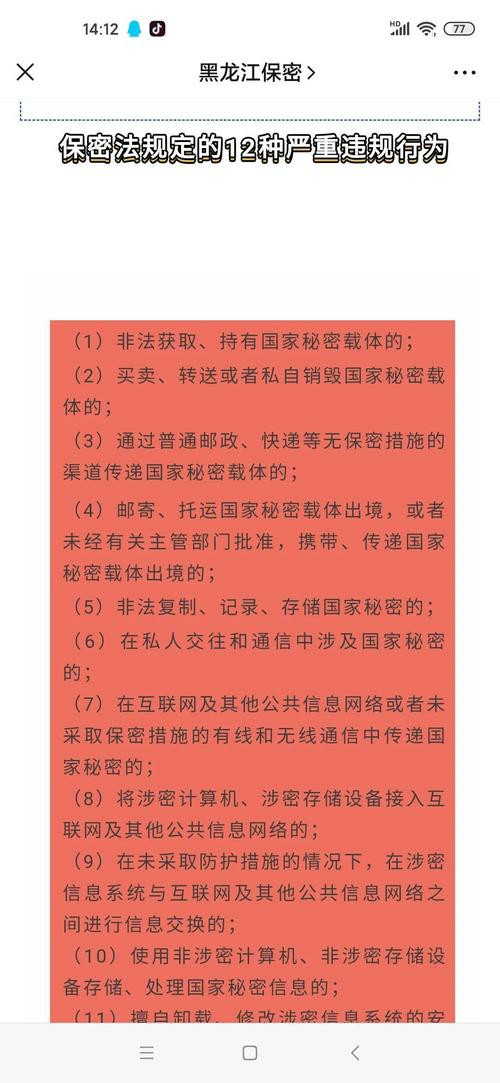 14:12
HD
77
黑龙江保密
保密法规定的12种严重违规行为
（1）非法获取、持有国家秘密载体的；
（2）买卖、转送或者私自销毁国家秘密载
体的；
（3）通过普通邮政、快递等无保密措施的
渠道传递国家秘密载体的；
（4）邮寄、托运国家秘密载体出境，或者
未经有关主管部门批准，携带、传递国家
秘密载体出境的；
（5）非法复制、记录、存储国家秘密的；
（6）在私人交往和通信中涉及国家秘密
的；
（7）在互联网及其他公共信息网络或者未
采取保密措施的有线和无线通信中传递国
家秘密的；
（8）将涉密计算机、涉密存储设备接入互
联网及其他公共信息网络的；
（9）在未采取防护措施的情况下，在涉密
信息系统与互联网及其他公共信息网络之
间进行信息交换的；
（10）使用非涉密计算机、非涉密存储设
备存储、处理国家秘密信息的；
（11）擅自卸载、修改涉密信息系统的安